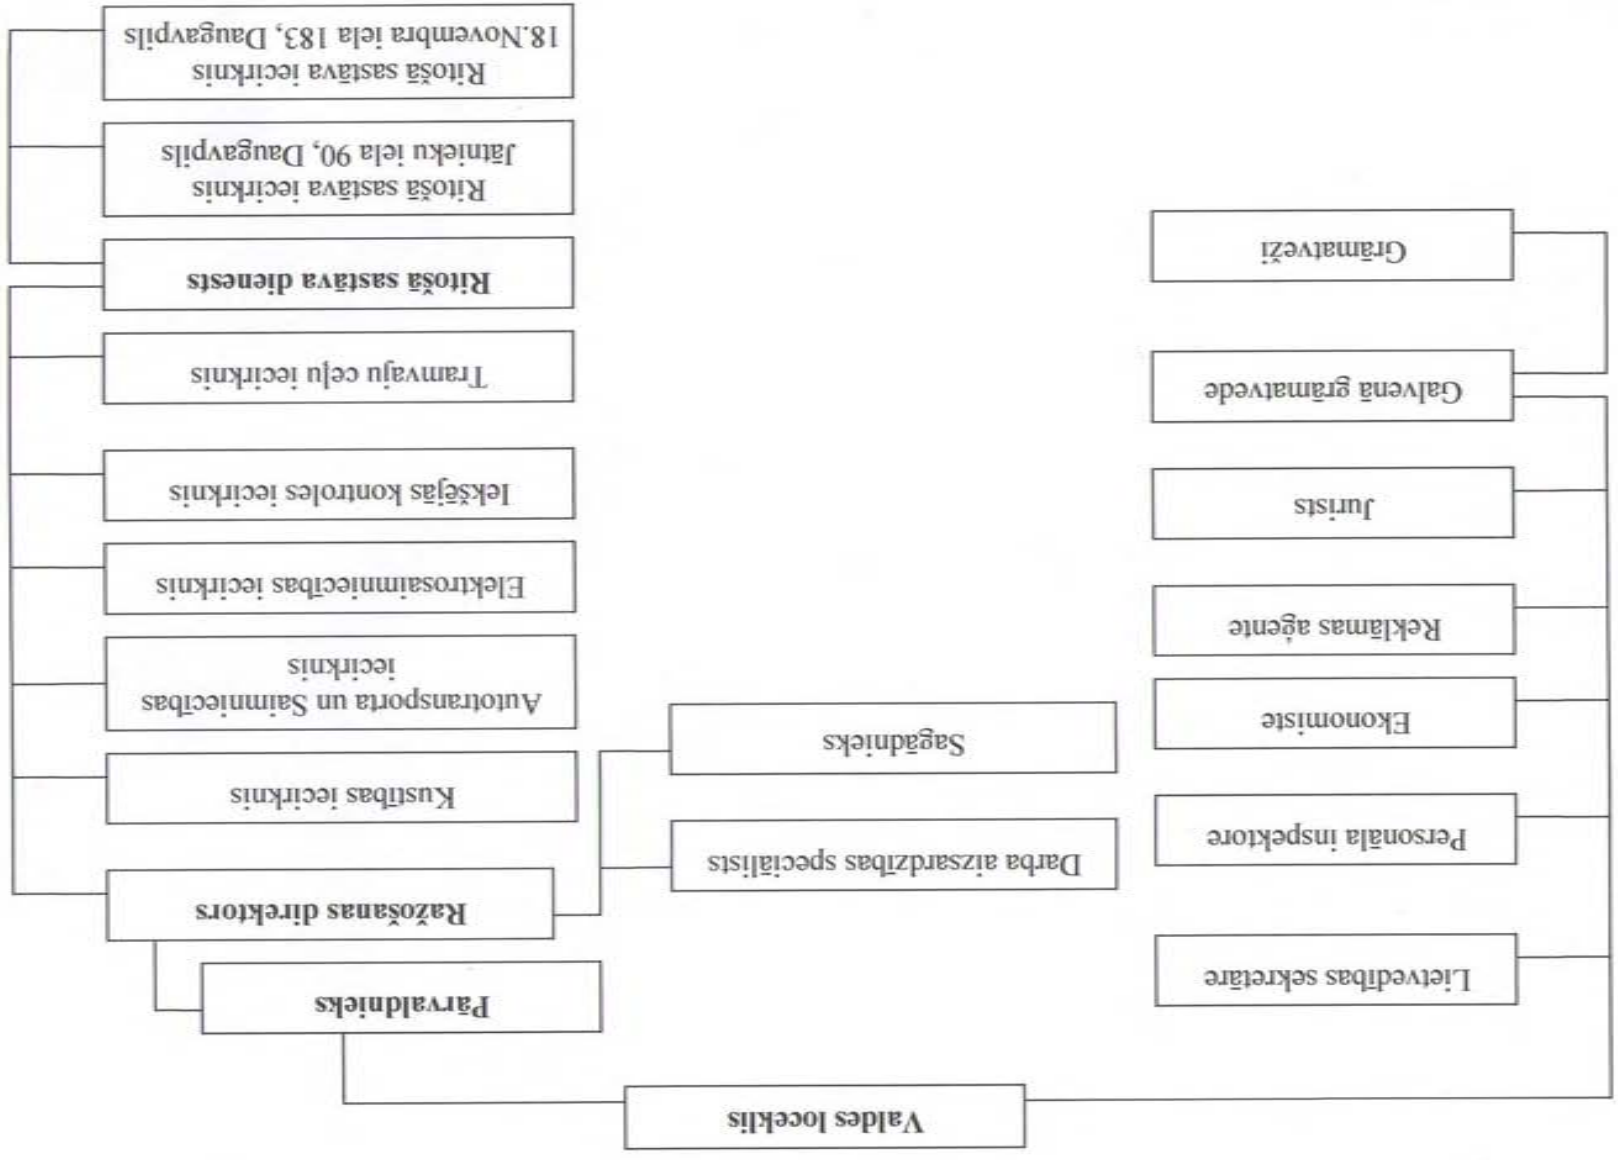 Valdes loceklis
Lietvedības sekretāre
Personāla inspektore
Ekonomiste
Reklāmas aģente
Jurists
Galvenā grāmatvede
Grāmatveži
Pārvaldnieks
Ražošanas direktors
Darba aizsardzības speciālists
Sagādnieks
Kustības iecirknis
Autotransporta un Saimniecības
iecirknis
Elektrosaimniecības iecirknis
Iekšējās kontroles iecirknis
Tramvaju ceļu iecirknis
Ritošā sastāva dienests
Ritošā sastāva iecirknis
Jātnieku iela 90, Daugavpils
Ritošā sastāva iecirknis
18.Novembra iela 183, Daugavpils